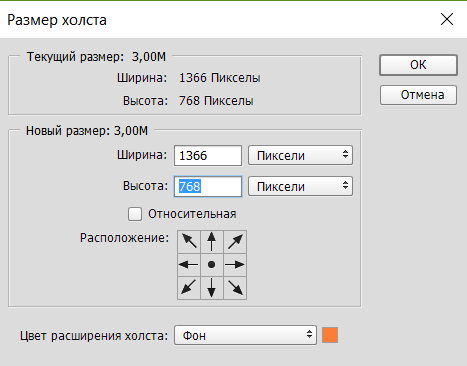 Размер холста
Текущий размер: 3,00M
ОК
Ширина: 1366 Пикселы
Отмена
Высота: 768 Пикселы
Новый размер: 3,00M
Ширина: 1366 Пиксели
Высота: 768 Пиксели
Относительная
Расположение:
Цвет расширения холста: Фон